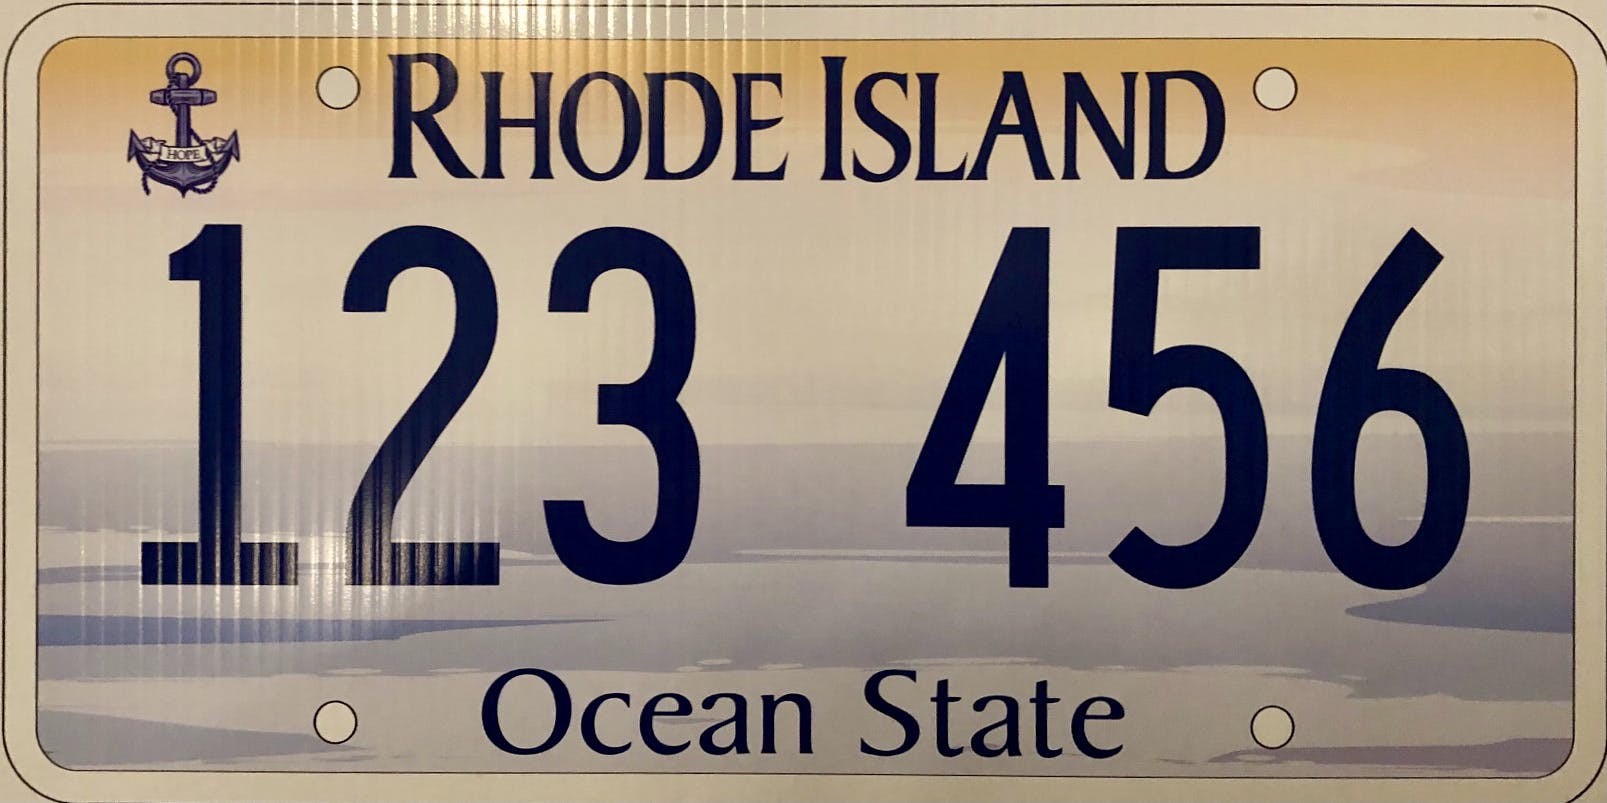 RHODE ISLAND
HOPE
123 456
Ocean State